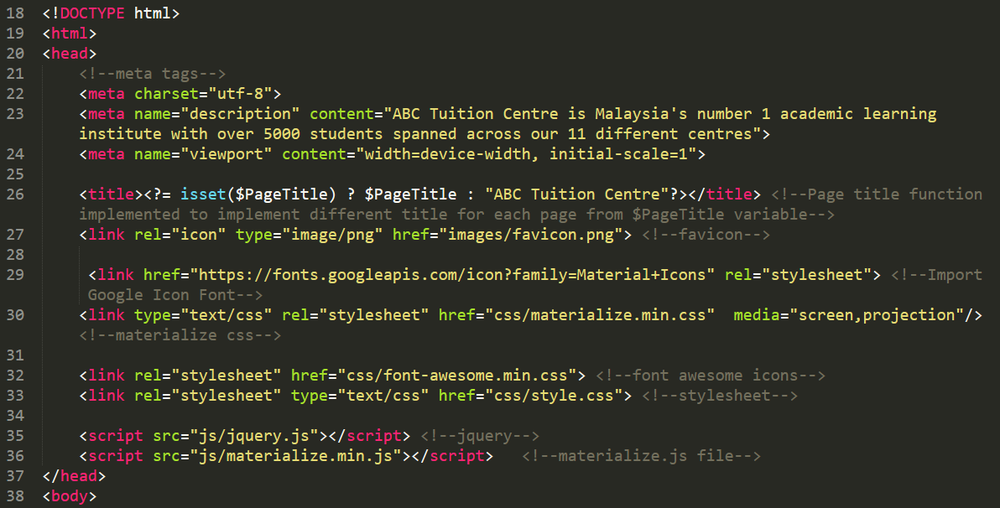 18 <!DOCTYPE html>
19 <html>
20 <head>
21     <!--meta tags-->
22     <meta charset="utf-8">
23     <meta name="description" content="ABC Tuition Centre is Malaysia's number 1 academic learning
    institute with over 5000 students spanned across our 11 different centres">
24     <meta name="viewport" content="width=device-width, initial-scale=1">
25
26     <title><?= isset($PageTitle) ? $PageTitle : "ABC Tuition Centre"?></title> <!--Page title function
    implemented to implement different title for each page from $PageTitle variable-->
27     <link rel="icon" type="image/png" href="images/favicon.png"> <!--favicon-->
28
29      <link href="https://fonts.googleapis.com/icon?family=Material+Icons" rel="stylesheet"> <!--Import
     Google Icon Font-->
30     <link type="text/css" rel="stylesheet" href="css/materialize.min.css"  media="screen,projection"/>
    <!--materialize css-->
31
32     <link rel="stylesheet" href="css/font-awesome.min.css"> <!--font awesome icons-->
33     <link rel="stylesheet" type="text/css" href="css/style.css"> <!--stylesheet-->
34
35     <script src="js/jquery.js"></script> <!--jquery-->
36     <script src="js/materialize.min.js"></script>   <!--materialize.js file-->
37 </head>
38 <body>